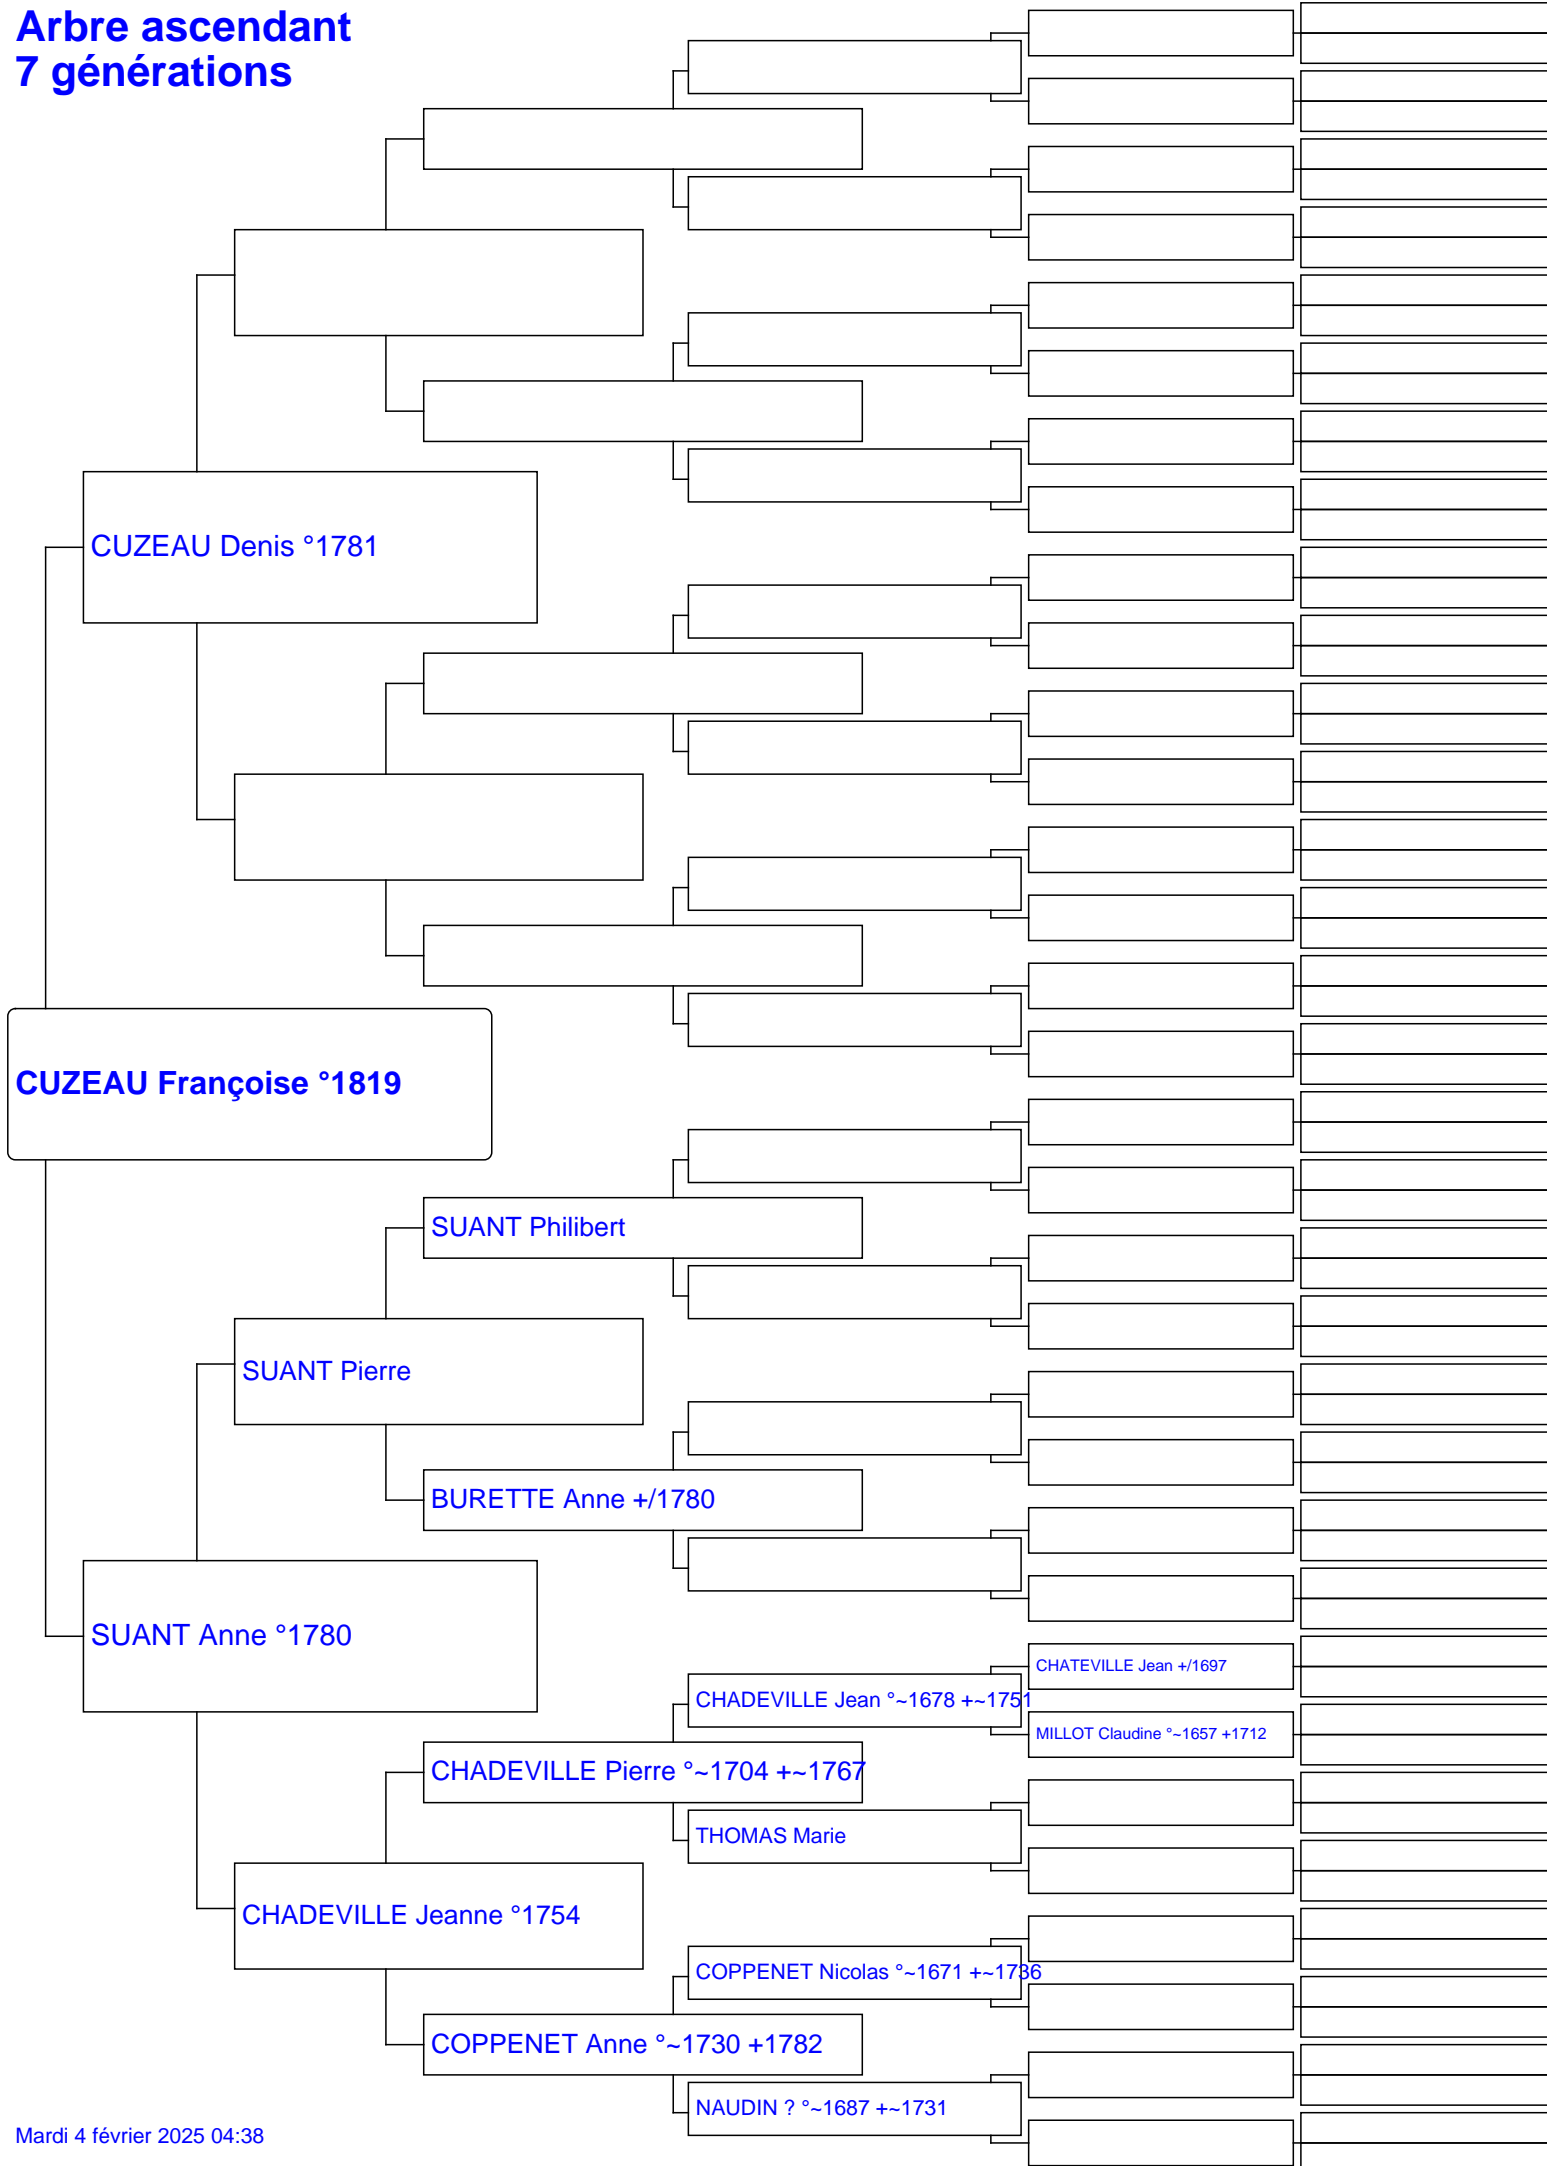 Arbre ascendant
7 générations
CUZEAU Denis °1781
CUZEAU Françoise °1819
SUANT Philibert
SUANT Pierre
BURETTE Anne +/1780
SUANT Anne °1780
CHATEVILLE Jean +/1697
CHADEVILLE Jean °~1678 +~1751
MILLOT Claudine °~1657 +1712
CHADEVILLE Pierre °~1704 +~1767
THOMAS Marie
CHADEVILLE Jeanne °1754
COPPENET Nicolas °~1671 +~1736
COPPENET Anne °~1730 +1782
NAUDIN ? °~1687 +~1731
Mardi 4 février 2025 04:38